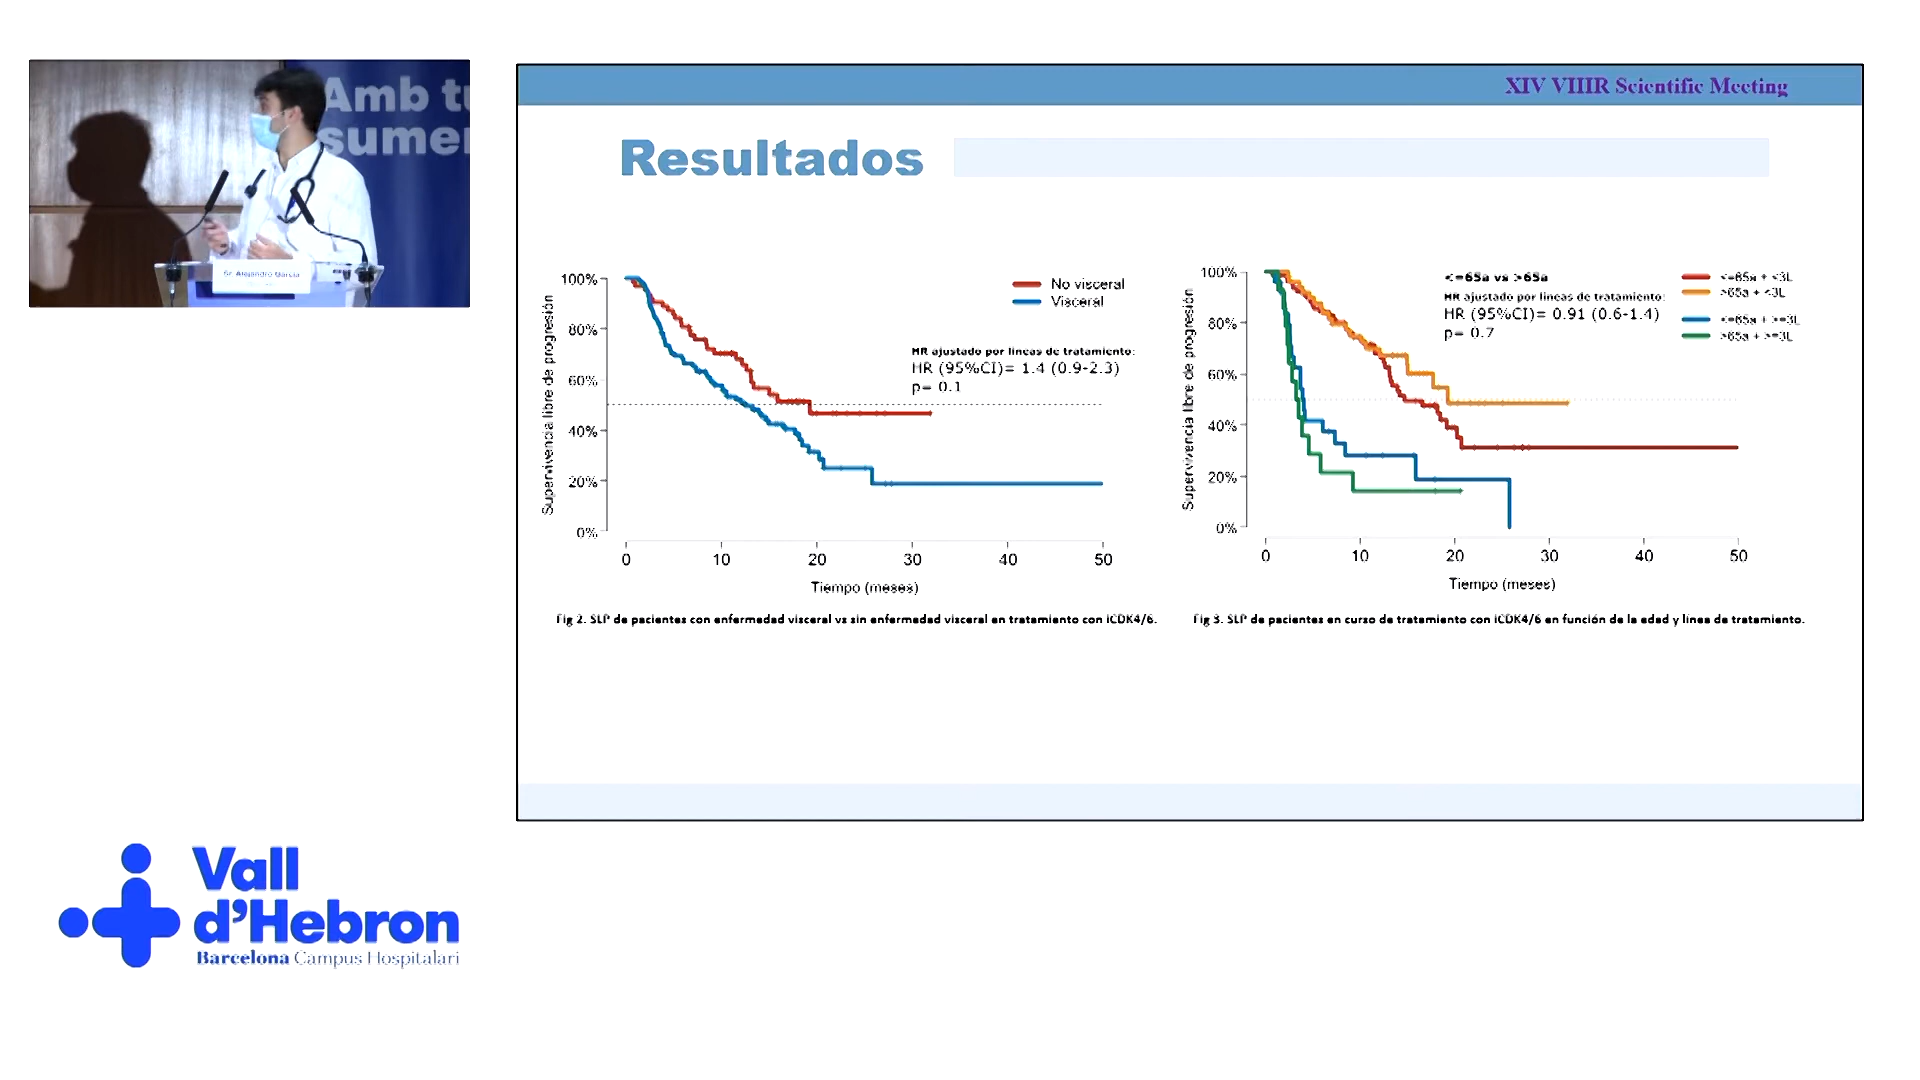 Amb tu
sumem
Sr. Alejandro García
XIV VHIR Scientific Meeting
Resultados
Supervivencia libre de progresión
100%
80%
60%
40%
20%
0%
No visceral
Visceral
HR ajustado por líneas de tratamiento:
HR (95%CI)= 1.4 (0.9-2.3)
p= 0.1
0 10 20 30 40 50
Tiempo (meses)
Fig 2. SLP de pacientes con enfermedad visceral vs sin enfermedad visceral en tratamiento con iCDK4/6.
Supervivencia libre de progresión
100%
80%
60%
40%
20%
0%
<=65a vs >65a
HR ajustado por líneas de tratamiento:
HR (95%CI)= 0.91 (0.6-1.4)
p= 0.7
<=65a + <3L
>65a + <3L
<=65a + >=3L
>65a + >=3L
0 10 20 30 40 50
Tiempo (meses)
Fig 3. SLP de pacientes en curso de tratamiento con iCDK4/6 en función de la edad y línea de tratamiento.
Vall
d'Hebron
Barcelona Campus Hospitalari